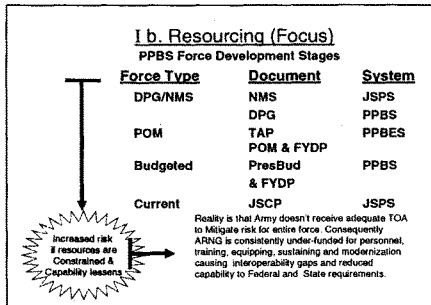 I b. Resourcing (Focus)
PPBS Force Development Stages
Force Type Document System
DPG/NMS NMS JSPS
DPG PPBS
POM TAP PPBES
POM & FYDP
Budgeted PresBud PPBS
& FYDP
Current JSCP JSPS
Increased risk
if resources are
Constrained &
Capability lessens
Reality is that Army doesn't receive adequate TOA
to Mitigate risk for entire force. Consequently
ARNG is consistently under-funded for personnel,
training, equipping, sustaining and modernization
causing interoperability gaps and reduced
capability to Federal and State requirements.